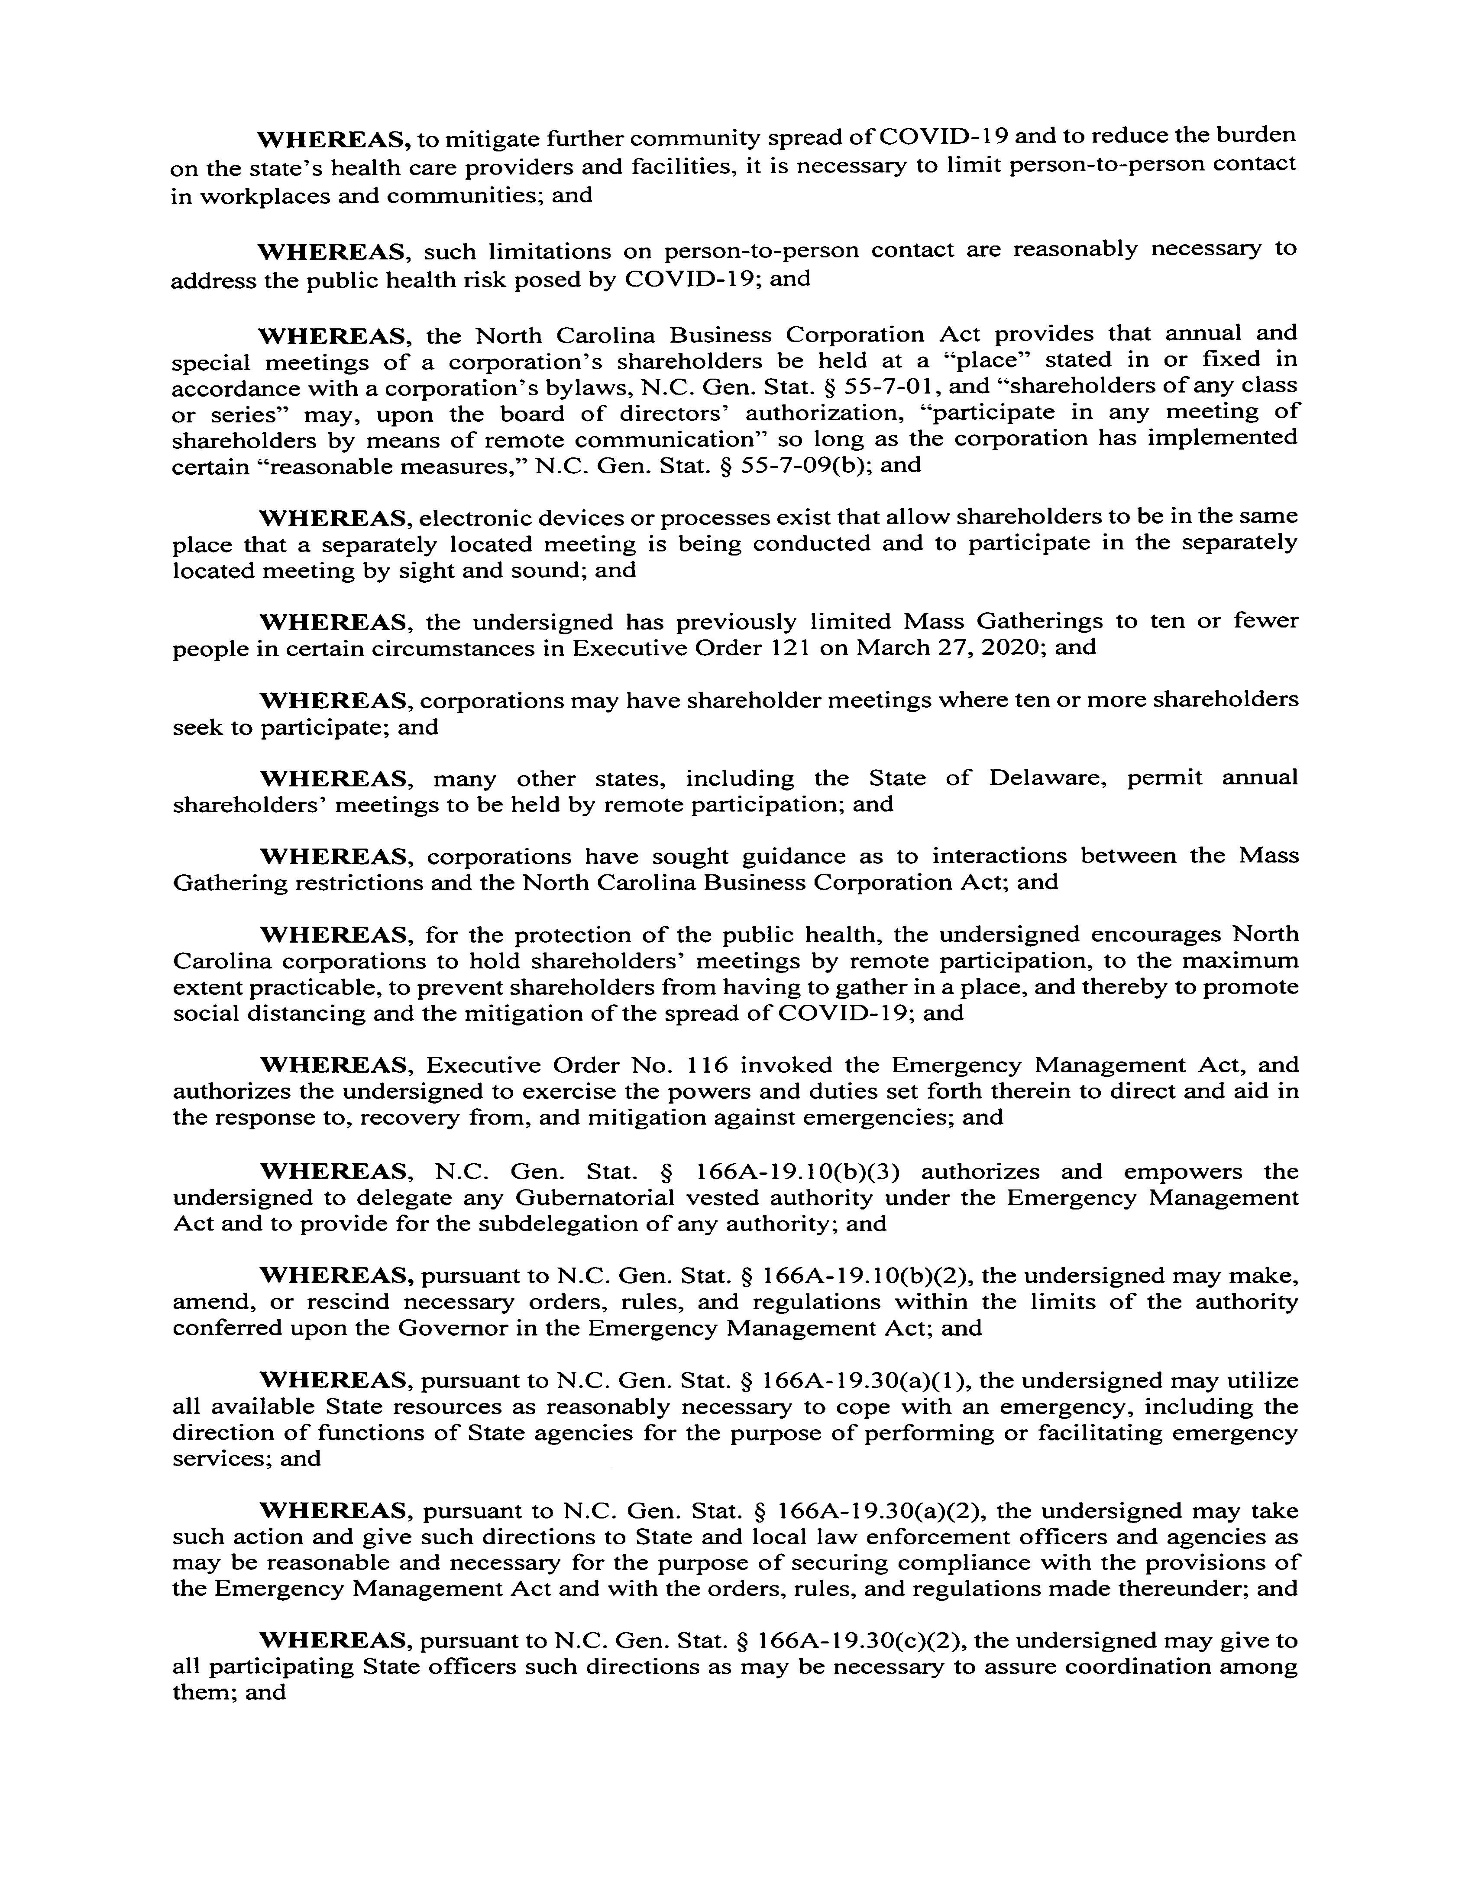 WHEREAS, to mitigate further community spread of COVID-19 and to reduce the burden
on the state's health care providers and facilities, it is necessary to limit person-to-person contact
in workplaces and communities; and
WHEREAS, such limitations on person-to-person contact are reasonably necessary to
address the public health risk posed by COVID-19; and
WHEREAS, the North Carolina Business Corporation Act provides that annual and
special meetings of a corporation's shareholders be held at a “place” stated in or fixed in
accordance with a corporation's bylaws, N.C. Gen. Stat. § 55-7-01, and “shareholders of any class
or series” may, upon the board of directors' authorization, “participate in any meeting of
shareholders by means of remote communication” so long as the corporation has implemented
certain “reasonable measures,” N.C. Gen. Stat. § 55-7-09(b); and
WHEREAS, electronic devices or processes exist that allow shareholders to be in the same
place that a separately located meeting is being conducted and to participate in the separately
located meeting by sight and sound; and
WHEREAS, the undersigned has previously limited Mass Gatherings to ten or fewer
people in certain circumstances in Executive Order 121 on March 27, 2020; and
WHEREAS, corporations may have shareholder meetings where ten or more shareholders
seek to participate; and
WHEREAS, many other states, including the State of Delaware, permit annual
shareholders' meetings to be held by remote participation; and
WHEREAS, corporations have sought guidance as to interactions between the Mass
Gathering restrictions and the North Carolina Business Corporation Act; and
WHEREAS, for the protection of the public health, the undersigned encourages North
Carolina corporations to hold shareholders' meetings by remote participation, to the maximum
extent practicable, to prevent shareholders from having to gather in a place, and thereby to promote
social distancing and the mitigation of the spread of COVID-19; and
WHEREAS, Executive Order No. 116 invoked the Emergency Management Act, and
authorizes the undersigned to exercise the powers and duties set forth therein to direct and aid in
the response to, recovery from, and mitigation against emergencies; and
WHEREAS, N.C. Gen. Stat. § 166A-19.10(b)(3) authorizes and empowers the
undersigned to delegate any Gubernatorial vested authority under the Emergency Management
Act and to provide for the subdelegation of any authority; and
WHEREAS, pursuant to N.C. Gen. Stat. § 166A-19.10(b)(2), the undersigned may make,
amend, or rescind necessary orders, rules, and regulations within the limits of the authority
conferred upon the Governor in the Emergency Management Act; and
WHEREAS, pursuant to N.C. Gen. Stat. § 166A-19.30(a)(1), the undersigned may utilize
all available State resources as reasonably necessary to cope with an emergency, including the
direction of functions of State agencies for the purpose of performing or facilitating emergency
services; and
WHEREAS, pursuant to N.C. Gen. Stat. § 166A-19.30(a)(2), the undersigned may take
such action and give such directions to State and local law enforcement officers and agencies as
may be reasonable and necessary for the purpose of securing compliance with the provisions of
the Emergency Management Act and with the orders, rules, and regulations made thereunder; and
WHEREAS, pursuant to N.C. Gen. Stat. § 166A-19.30(c)(2), the undersigned may give to
all participating State officers such directions as may be necessary to assure coordination among
them; and